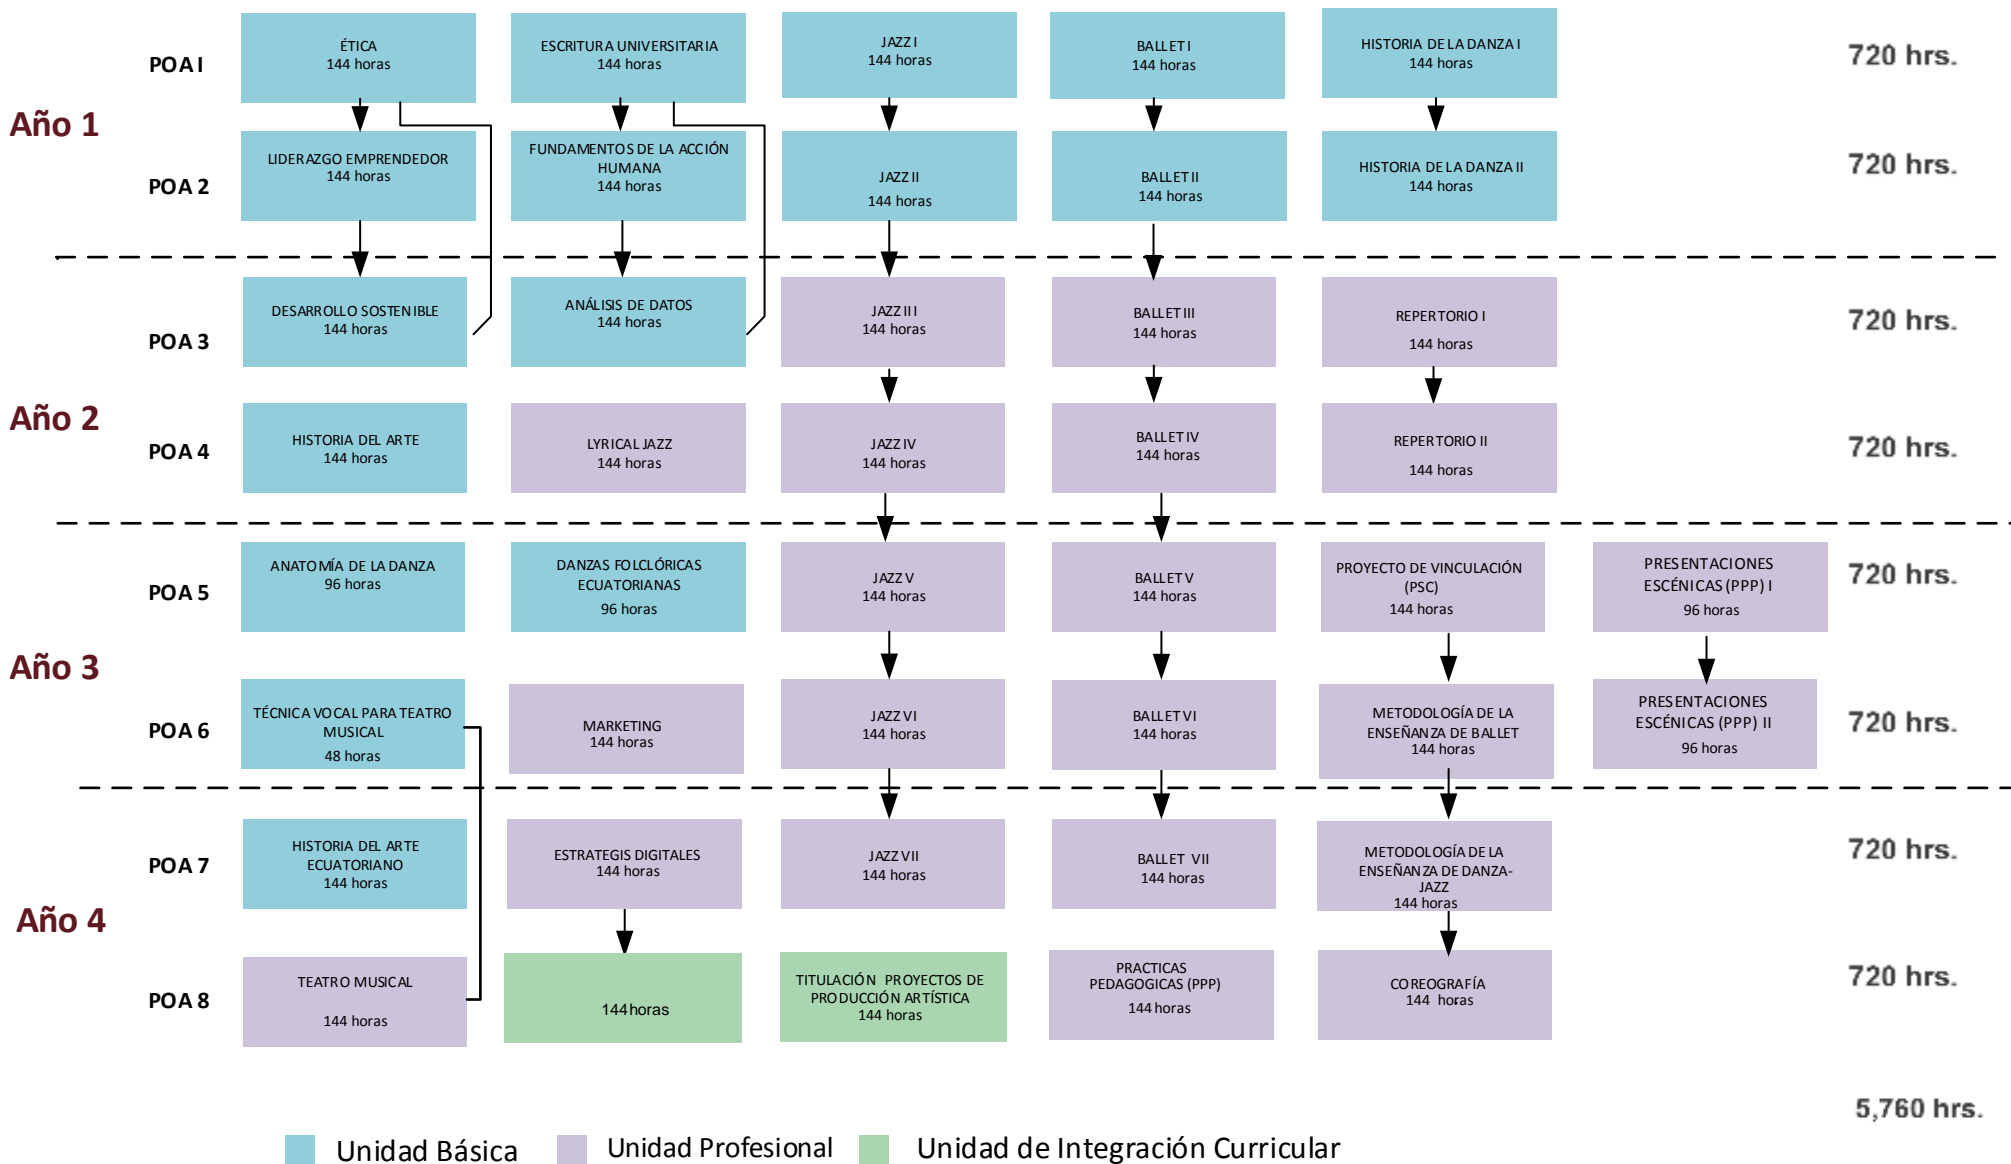 POA I
ÉTICA
144 horas
ESCRITURA UNIVERSITARIA
144 horas
JAZZ I
144 horas
BALLET I
144 horas
HISTORIA DE LA DANZA I
144 horas
720 hrs.
Año 1
POA 2
LIDERAZGO EMPRENDEDOR
144 horas
FUNDAMENTOS DE LA ACCIÓN
HUMANA
144 horas
JAZZ II
144 horas
BALLET II
144 horas
HISTORIA DE LA DANZA II
144 horas
720 hrs.
POA 3
DESARROLLO SOSTENIBLE
144 horas
ANÁLISIS DE DATOS
144 horas
JAZZ III
144 horas
BALLET III
144 horas
REPERTORIO I
144 horas
720 hrs.
Año 2
POA 4
HISTORIA DEL ARTE
144 horas
LYRICAL JAZZ
144 horas
JAZZ IV
144 horas
BALLET IV
144 horas
REPERTORIO II
144 horas
720 hrs.
POA 5
ANATOMÍA DE LA DANZA
96 horas
DANZAS FOLCLÓRICAS
ECUATORIANAS
96 horas
JAZZ V
144 horas
BALLET V
144 horas
PROYECTO DE VINCULACIÓN
(PSC)
144 horas
PRESENTACIONES
ESCÉNICAS (PPP) I
96 horas
720 hrs.
Año 3
POA 6
TÉCNICA VOCAL PARA TEATRO
MUSICAL
48 horas
MARKETING
144 horas
JAZZ VI
144 horas
BALLET VI
144 horas
METODOLOGÍA DE LA
ENSEÑANZA DE BALLET
144 horas
PRESENTACIONES
ESCÉNICAS (PPP) II
96 horas
720 hrs.
POA 7
HISTORIA DEL ARTE
ECUATORIANO
144 horas
ESTRATEGIS DIGITALES
144 horas
JAZZ VII
144 horas
BALLET VII
144 horas
METODOLOGÍA DE LA
ENSEÑANZA DE DANZA-
JAZZ
144 horas
720 hrs.
Año 4
POA 8
TEATRO MUSICAL
144 horas
144 horas
TITULACIÓN PROYECTOS DE
PRODUCCIÓN ARTÍSTICA
144 horas
PRACTICAS
PEDAGOGICAS (PPP)
144 horas
COREOGRAFÍA
144 horas
720 hrs.
5,760 hrs.
Unidad Básica
Unidad Profesional
Unidad de Integración Curricular